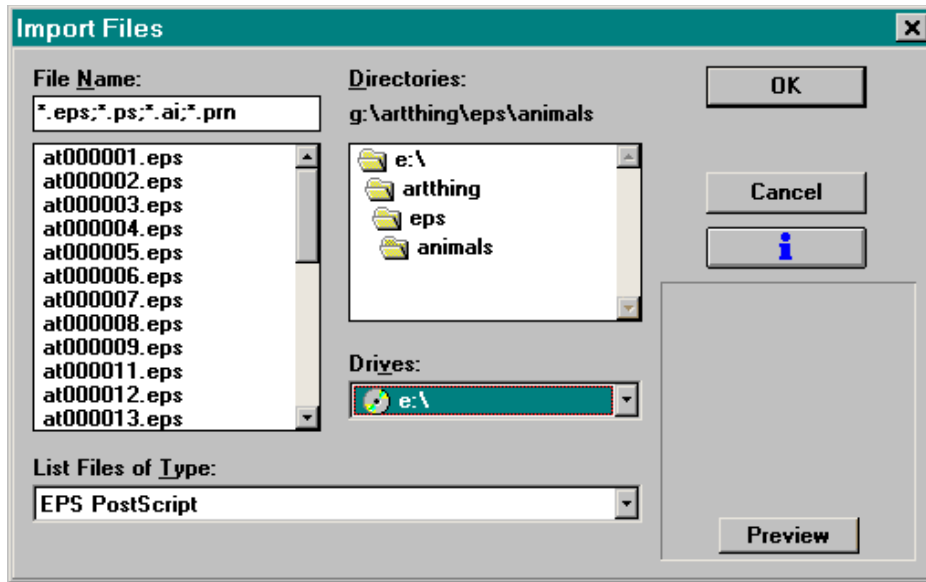 Import Files
File Name:
*.eps;*.ps;*.ai;*.prn
at000001.eps
at000002.eps
at000003.eps
at000004.eps
at000005.eps
at000006.eps
at000007.eps
at000008.eps
at000009.eps
at000011.eps
at000012.eps
at000013.eps
List Files of Type:
EPS PostScript
Directories:
g:\artthing\eps\animals
e:\
artthing
eps
animals
Drives:
e:\
OK
Cancel
i
Preview